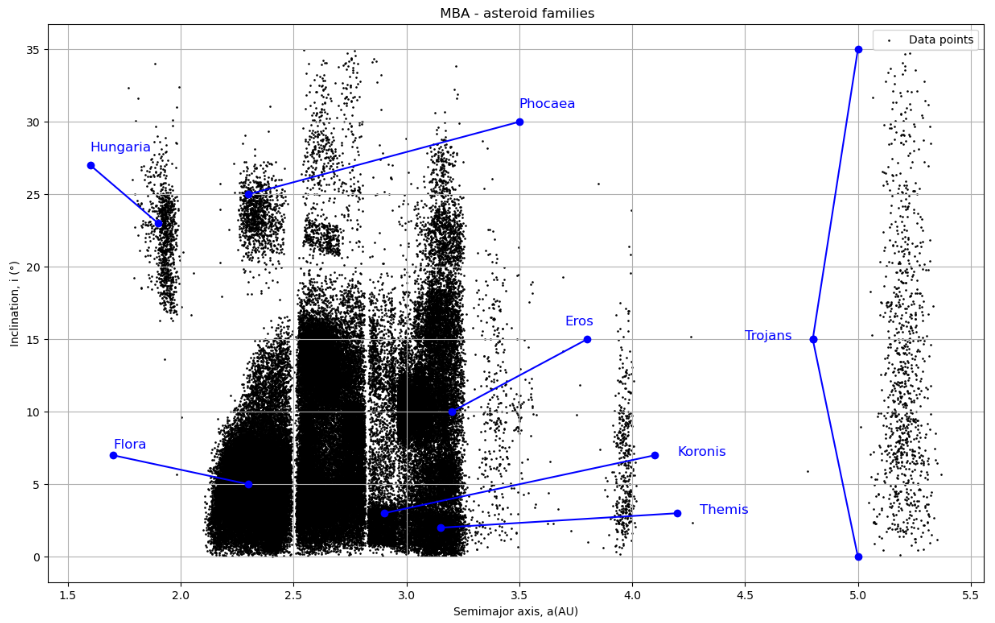 MBA - asteroid families
Data points
Hungaria
Phocaea
Eros
Trojans
Flora
Koronis
Themis
Inclination, i (°)
35
30
25
20
15
10
5
0
1.5 2.0 2.5 3.0 3.5 4.0 4.5 5.0 5.5
Semimajor axis, a(AU)